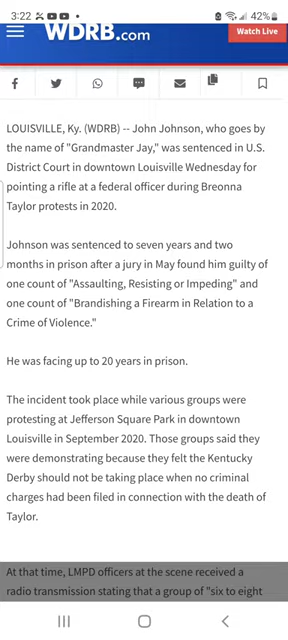 3:22
42%
WDRB.com
Watch Live
LOUISVILLE, Ky. (WDRB) -- John Johnson, who goes by
the name of "Grandmaster Jay," was sentenced in U.S.
District Court in downtown Louisville Wednesday for
pointing a rifle at a federal officer during Breonna
Taylor protests in 2020.
Johnson was sentenced to seven years and two
months in prison after a jury in May found him guilty of
one count of "Assaulting, Resisting or Impeding" and
one count of "Brandishing a Firearm in Relation to a
Crime of Violence."
He was facing up to 20 years in prison.
The incident took place while various groups were
protesting at Jefferson Square Park in downtown
Louisville in September 2020. Those groups said they
were demonstrating because they felt the Kentucky
Derby should not be taking place when no criminal
charges had been filed in connection with the death of
Taylor.
At that time, LMPD officers at the scene received a
radio transmission stating that a group of "six to eight